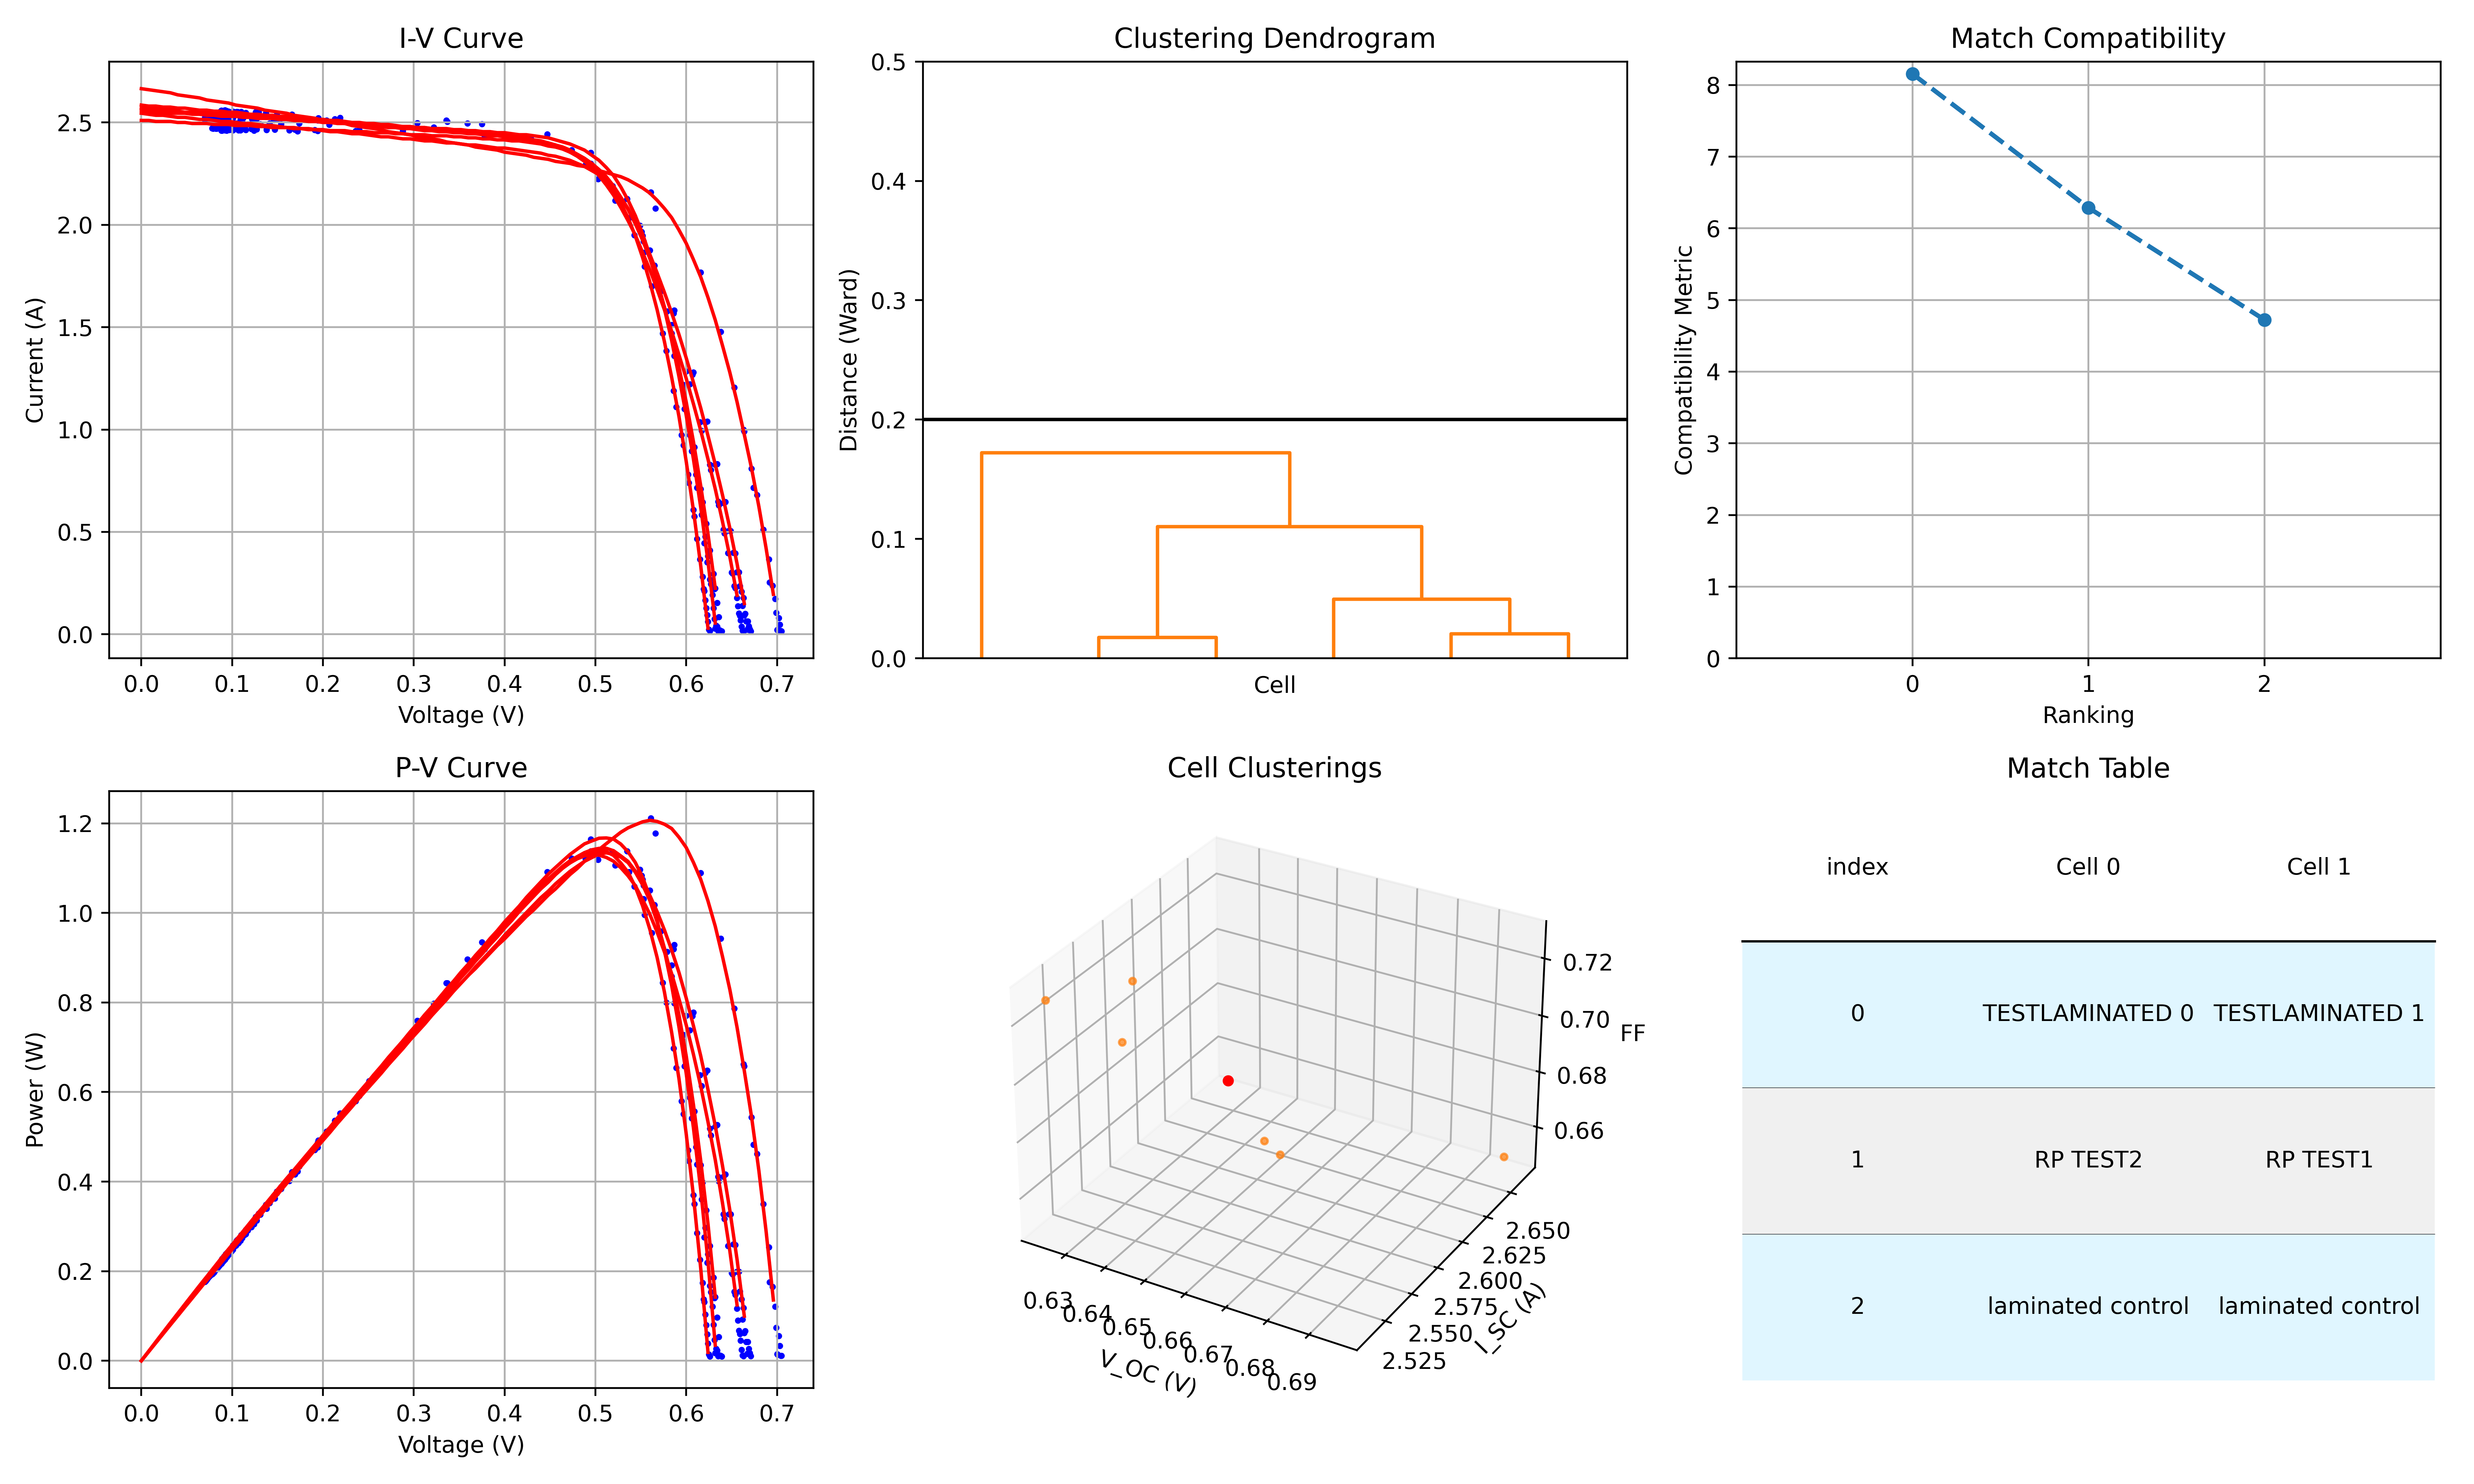 I-V Curve
Current (A)
2.5
2.0
1.5
1.0
0.5
0.0
0.0 0.1 0.2 0.3 0.4 0.5 0.6 0.7
Voltage (V)
Clustering Dendrogram
Distance (Ward)
0.5
0.4
0.3
0.2
0.1
0.0
Cell
Match Compatibility
Compatibility Metric
8
7
6
5
4
3
2
1
0
0 1 2
Ranking
P-V Curve
Power (W)
1.2
1.0
0.8
0.6
0.4
0.2
0.0
0.0 0.1 0.2 0.3 0.4 0.5 0.6 0.7
Voltage (V)
Cell Clusterings
0.72
0.70
0.68
0.66
FF
2.650
2.625
2.600
2.575
2.550
2.525
I_SC (A)
0.63 0.64 0.65 0.66 0.67 0.68 0.69
V_OC (V)
Match Table
index Cell 0 Cell 1
0 TESTLAMINATED 0 TESTLAMINATED 1
1 RP TEST2 RP TEST1
2 laminated control laminated control